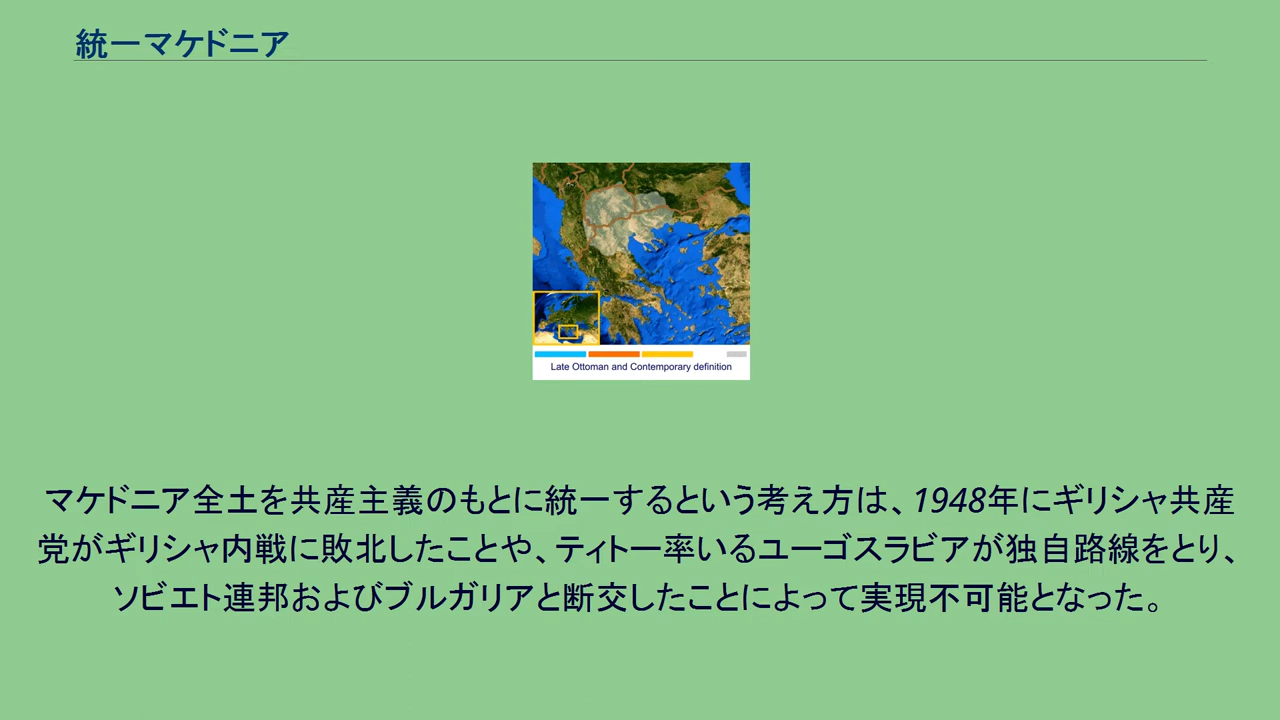 統一マケドニア
Late Ottoman and Contemporary definition
マケドニア全土を共産主義のもとに統一するという考え方は、1948年にギリシャ共産
党がギリシャ内戦に敗北したことや、ティトー率いるユーゴスラビアが独自路線をとり、
ソビエト連邦およびブルガリアと断交したことによって実現不可能となった。